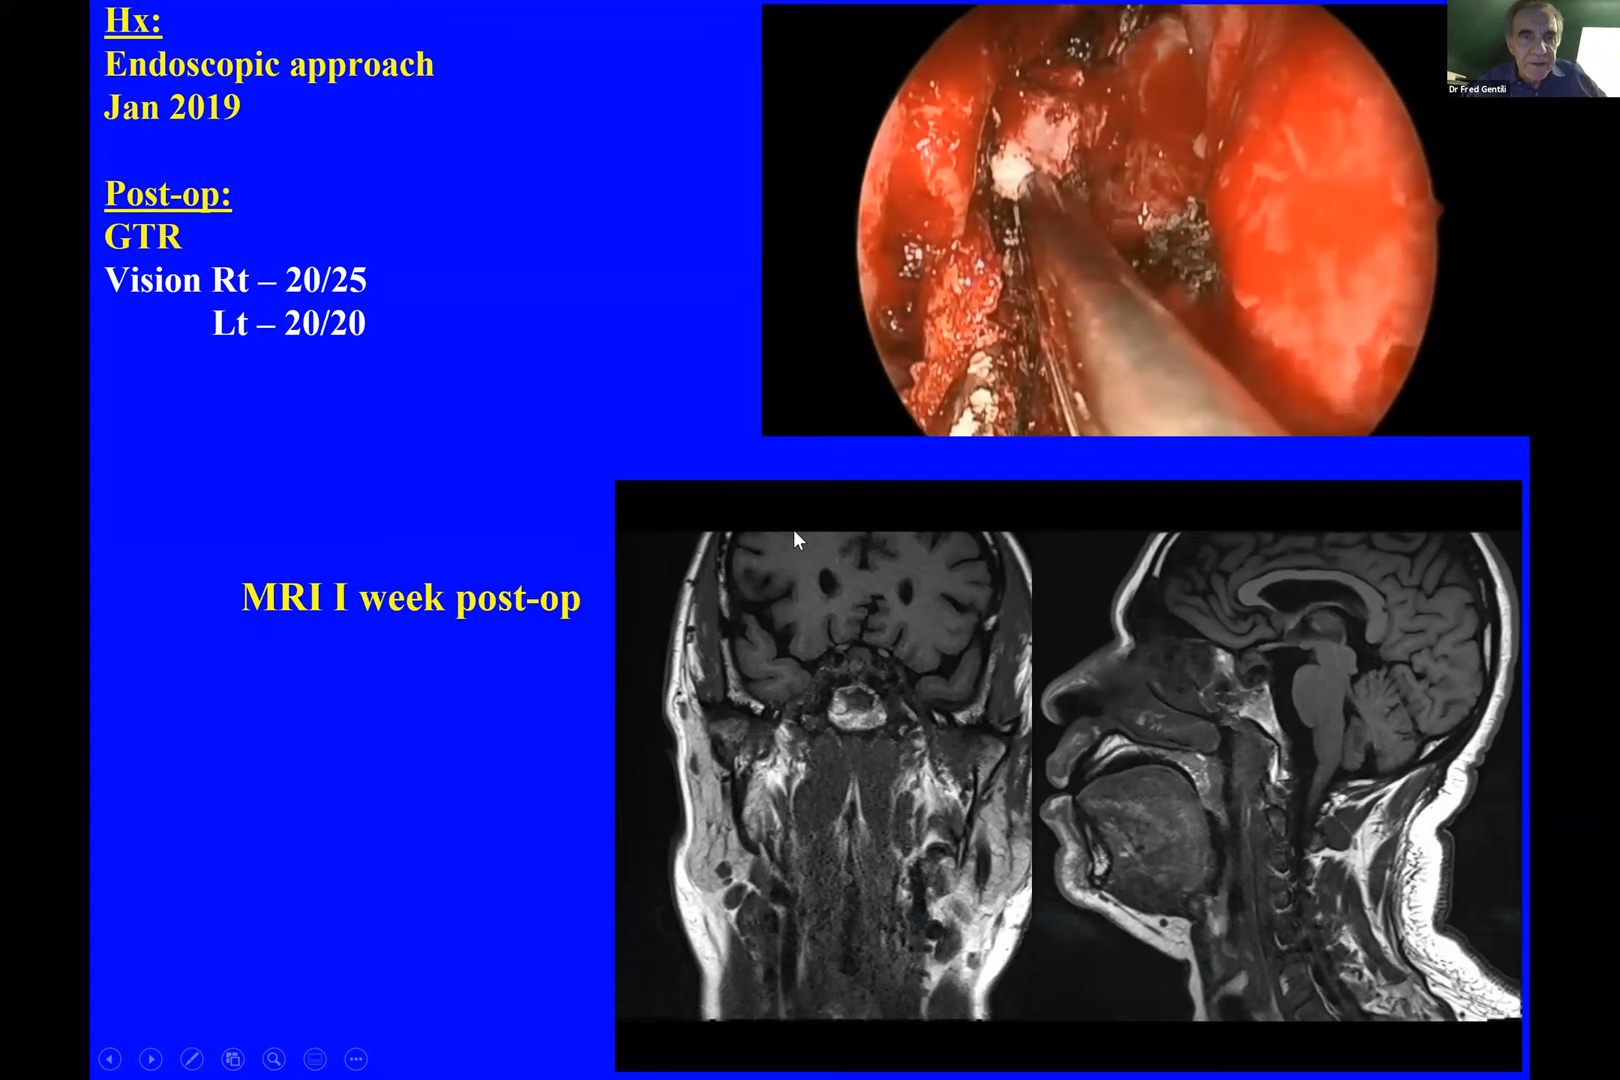 Hx:
Endoscopic approach
Jan 2019
Post-op:
GTR
Vision Rt – 20/25
Lt – 20/20
MRI I week post-op
Dr Fred Gentili